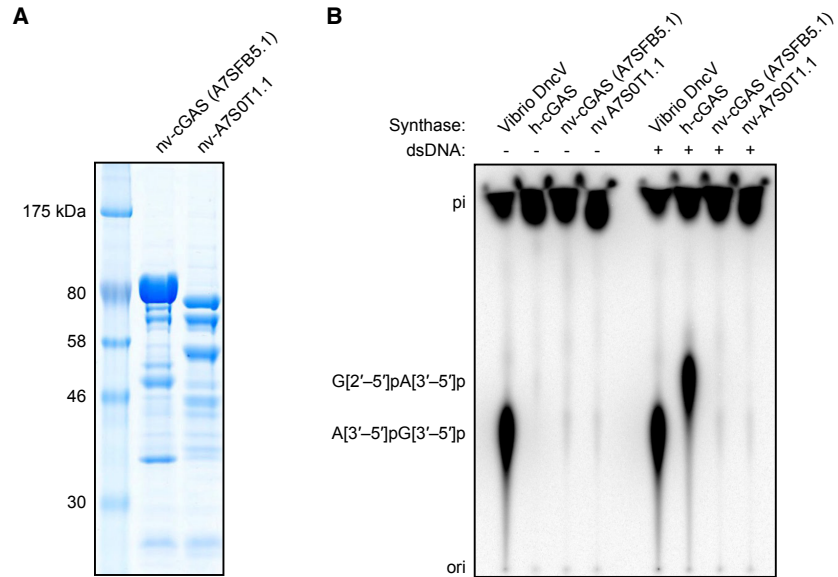 A
nv-cGAS (A7SFB5.1)
nv-A7S0T1.1
175 kDa
80
58
46
30
B
Synthase:
Vibrio DncV
h-cGAS
nv-cGAS (A7SFB5.1)
nv A7S0T1.1
Vibrio DncV
h-cGAS
nv-cGAS (A7SFB5.1)
nv-A7S0T1.1
dsDNA: - - - - + + + +
pi
G[2′–5′]pA[3′–5′]p
A[3′–5′]pG[3′–5′]p
ori